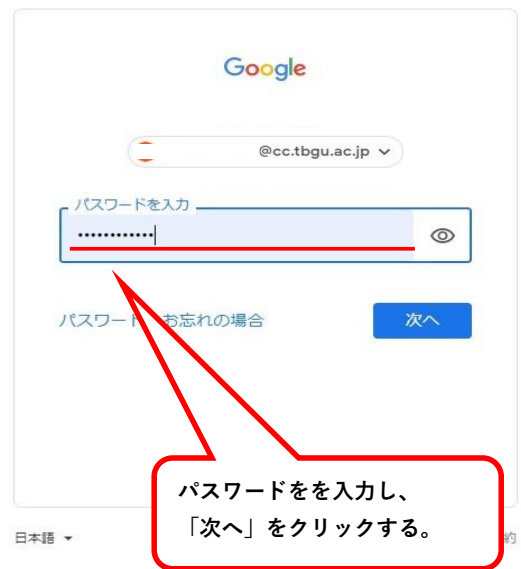 Google
@cc.tbgu.ac.jp
パスワードを入力
••••••••••••
パスワード お忘れの場合
次へ
パスワードをを入力し、
「次へ」をクリックする。
日本語
約